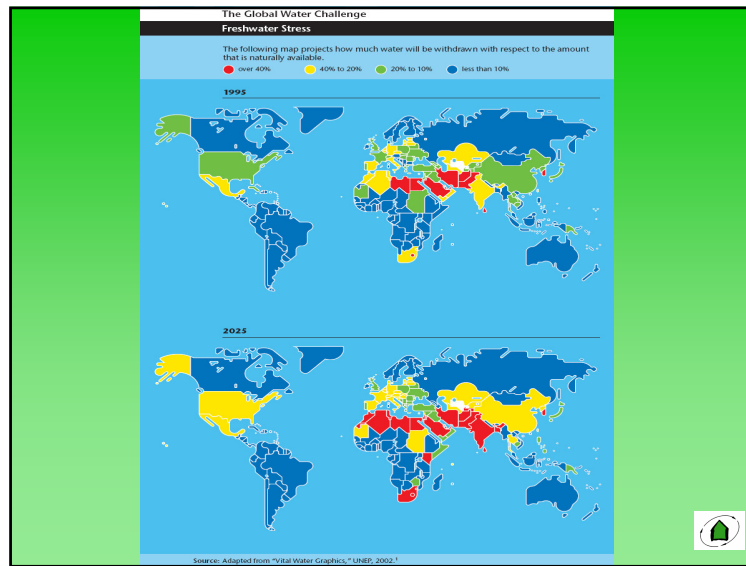 The Global Water Challenge
Freshwater Stress
The following map projects how much water will be withdrawn with respect to the amount
that is naturally available.
over 40% 40% to 20% 20% to 10% less than 10%
1995
2025
Source: Adapted from "Vital Water Graphics," UNEP, 2002.¹